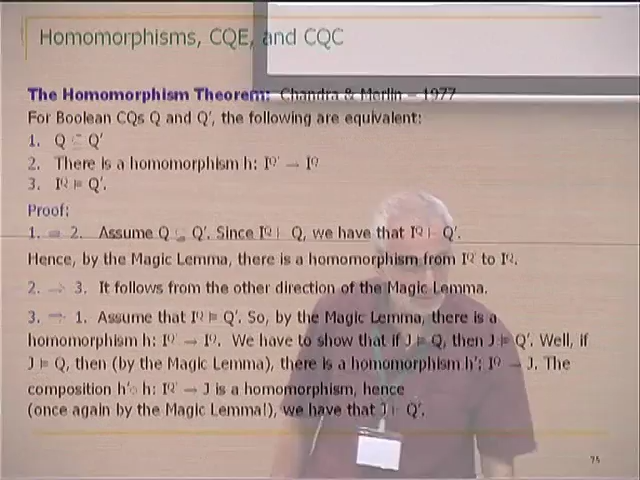 Homomorphisms, CQE, and CQC
The Homomorphism Theorem: Chandra & Merlin – 1977
For Boolean CQs Q and Q', the following are equivalent:
1. Q ⊆ Q'
2. There is a homomorphism h: I^Q' → I^Q
3. I^Q ⊨ Q'.
Proof:
1. ⇒ 2. Assume Q ⊆ Q'. Since I^Q ⊨ Q, we have that I^Q ⊨ Q'.
Hence, by the Magic Lemma, there is a homomorphism from I^Q' to I^Q.
2. ⇒ 3. It follows from the other direction of the Magic Lemma.
3. ⇒ 1. Assume that I^Q ⊨ Q'. So, by the Magic Lemma, there is a
homomorphism h: I^Q' → I^Q. We have to show that if J ⊨ Q, then J ⊨ Q'. Well, if
J ⊨ Q, then (by the Magic Lemma), there is a homomorphism h': I^Q → J. The
composition h'∘ h: I^Q' → J is a homomorphism, hence
(once again by the Magic Lemma!), we have that J ⊨ Q'.
75